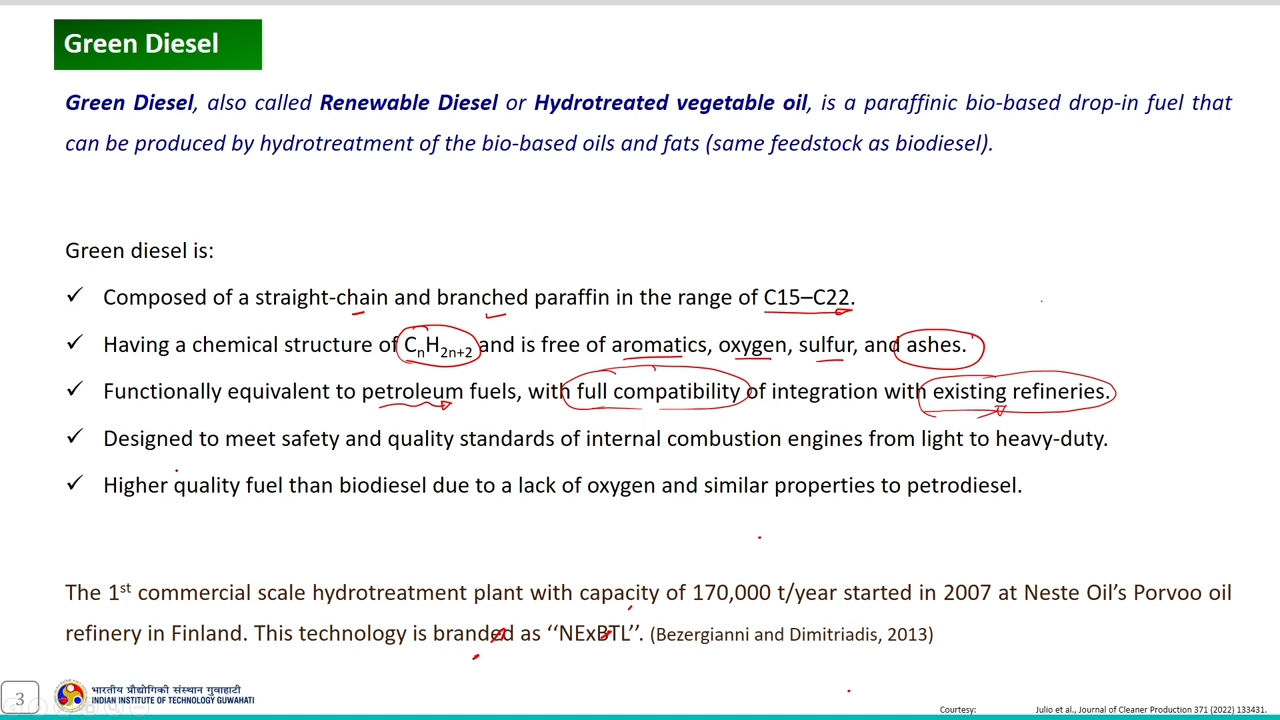 Green Diesel
Green Diesel, also called Renewable Diesel or Hydrotreated vegetable oil, is a paraffinic bio-based drop-in fuel that
can be produced by hydrotreatment of the bio-based oils and fats (same feedstock as biodiesel).
Green diesel is:
✓ Composed of a straight-chain and branched paraffin in the range of C15–C22.
✓ Having a chemical structure of CnH2n+2 and is free of aromatics, oxygen, sulfur, and ashes.
✓ Functionally equivalent to petroleum fuels, with full compatibility of integration with existing refineries.
✓ Designed to meet safety and quality standards of internal combustion engines from light to heavy-duty.
✓ Higher quality fuel than biodiesel due to a lack of oxygen and similar properties to petrodiesel.
The 1st commercial scale hydrotreatment plant with capacity of 170,000 t/year started in 2007 at Neste Oil’s Porvoo oil
refinery in Finland. This technology is branded as ‘‘NExBTL’’. (Bezergianni and Dimitriadis, 2013)
3
भारतीय प्रौद्योगिकी संस्थान गुवाहाटी
INDIAN INSTITUTE OF TECHNOLOGY GUWAHATI
Courtesy: Julio et al., Journal of Cleaner Production 371 (2022) 133431.